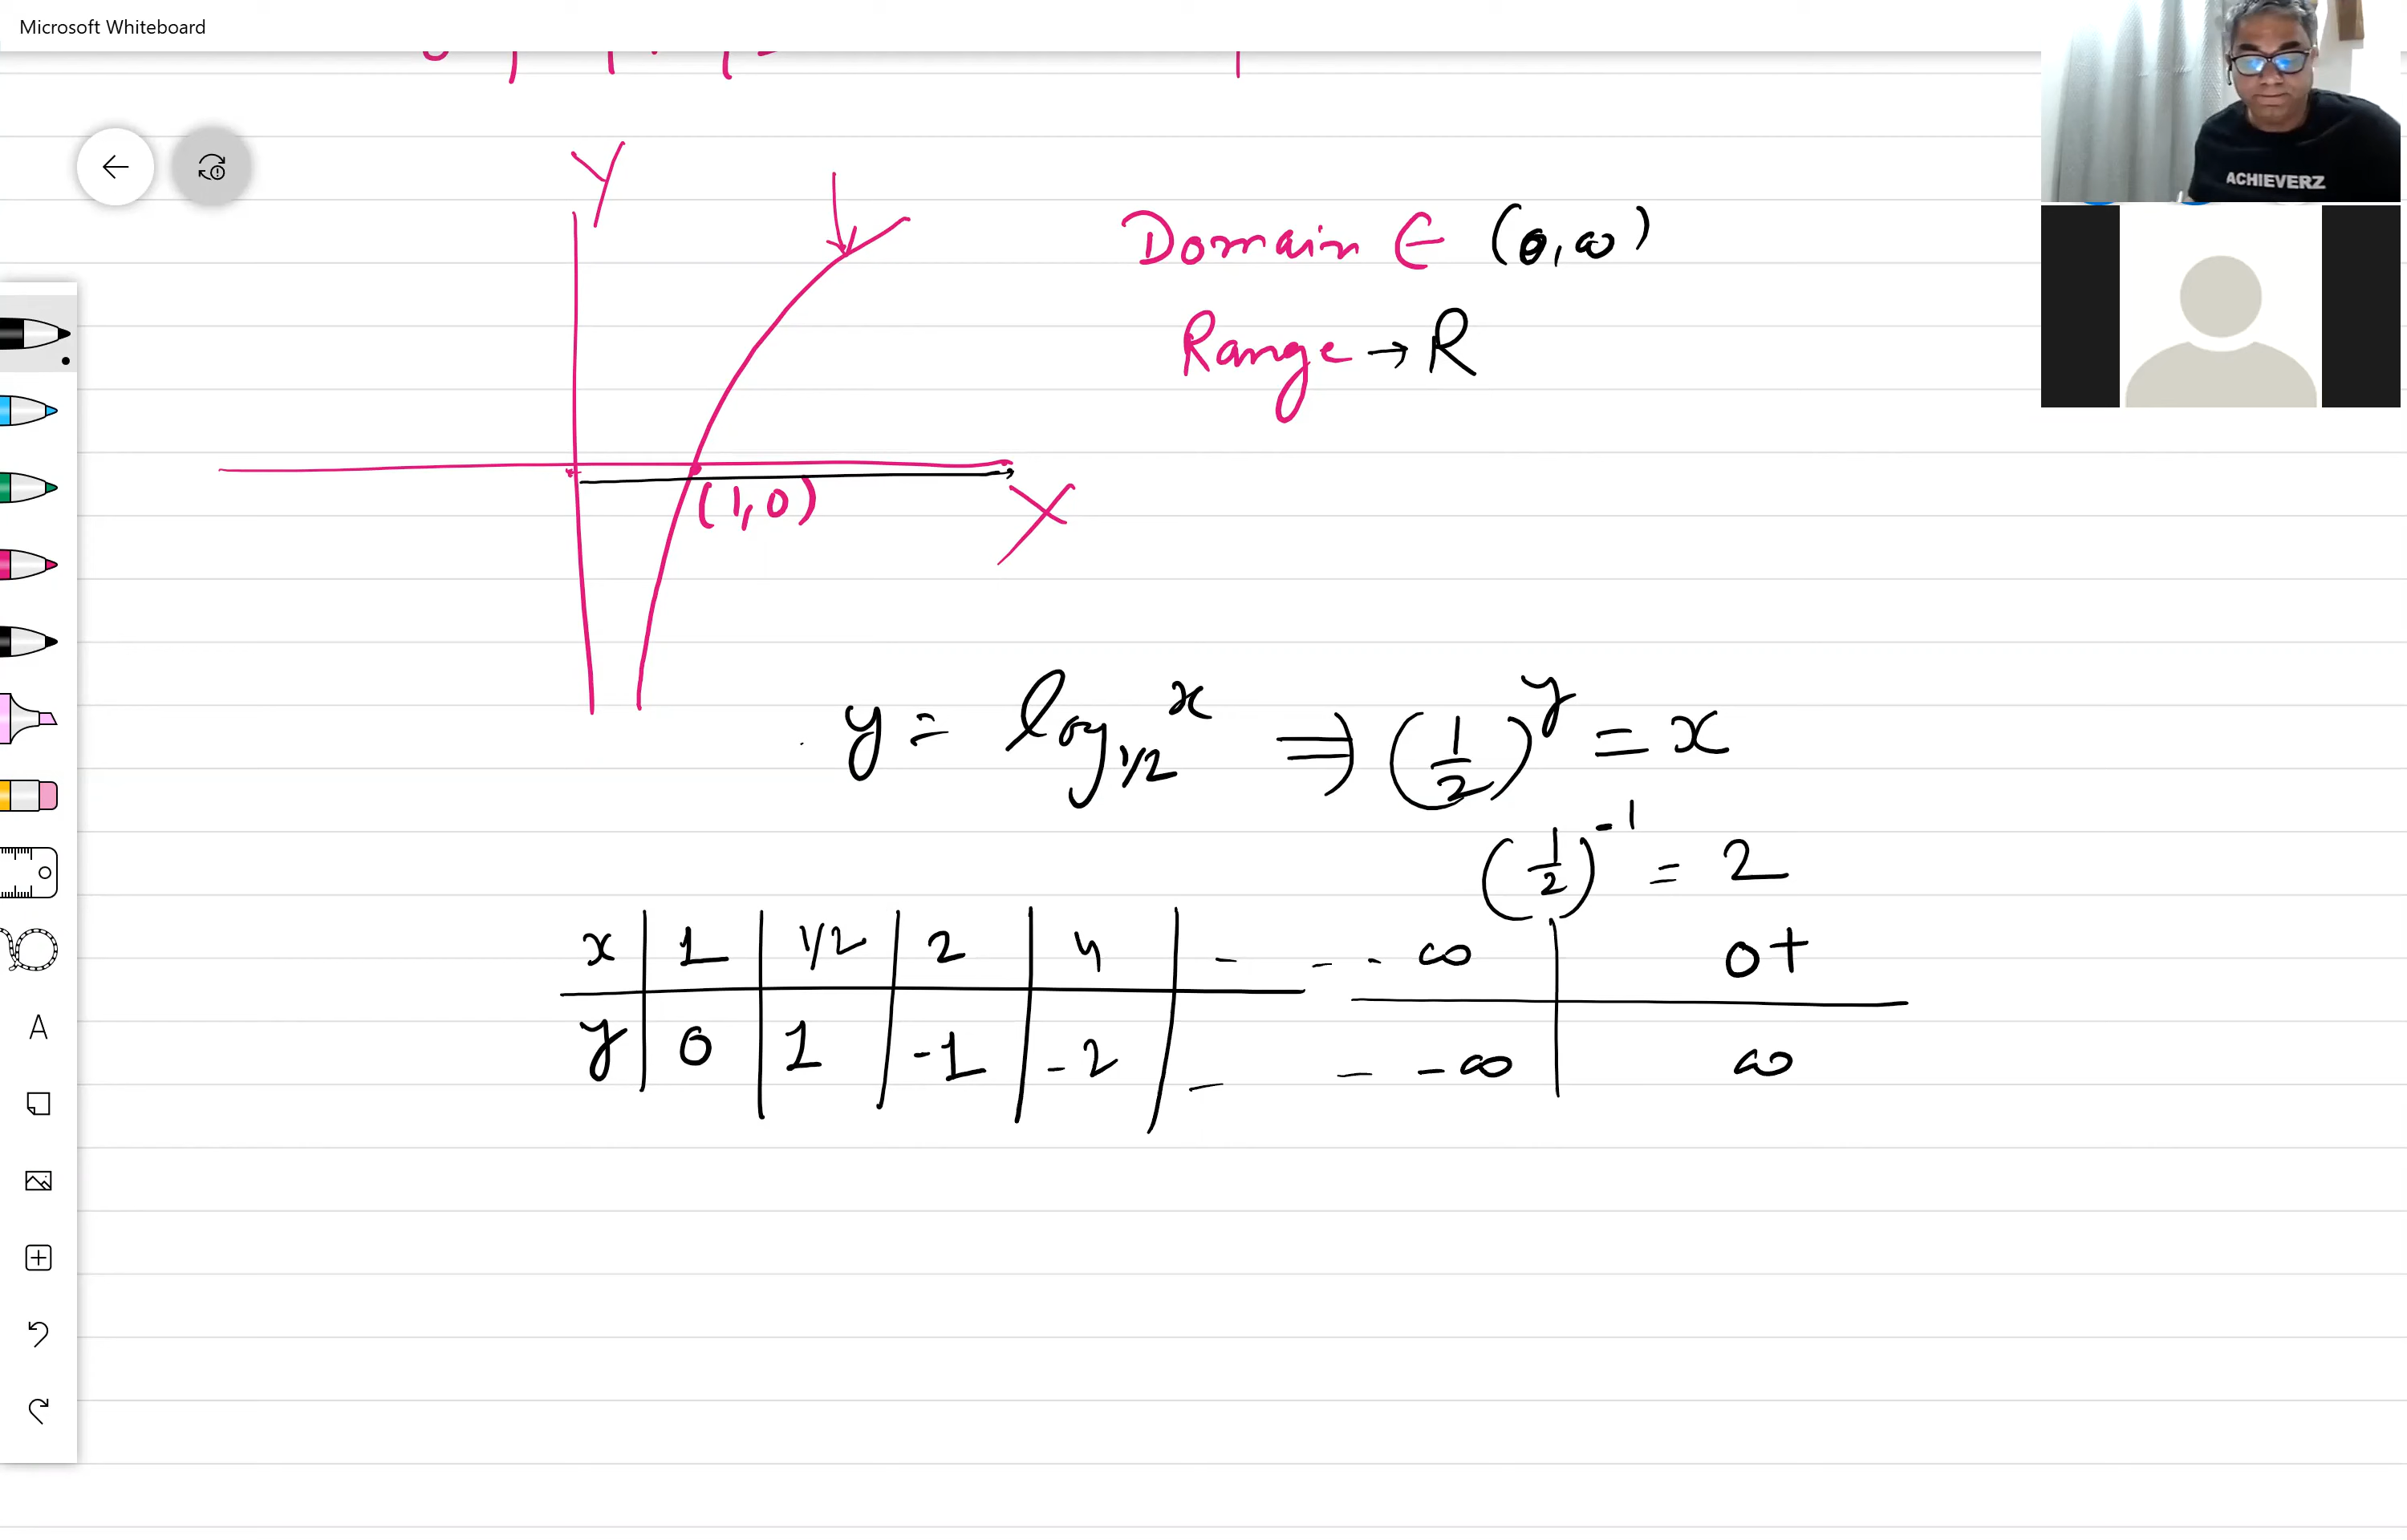 Microsoft Whiteboard
ACHIEVERZ
Y
Domain ∈ (0,∞)
Range → R
(1,0)
X
y = log_{1/2}^x ⇒ (1/2)^y = x
(1/2)^{-1} = 2
x | 1 | 1/2 | 2 | 4 | - - - ∞ | 0+
y | 0 | 1 | -1 | -2 | - - -∞ | ∞
A